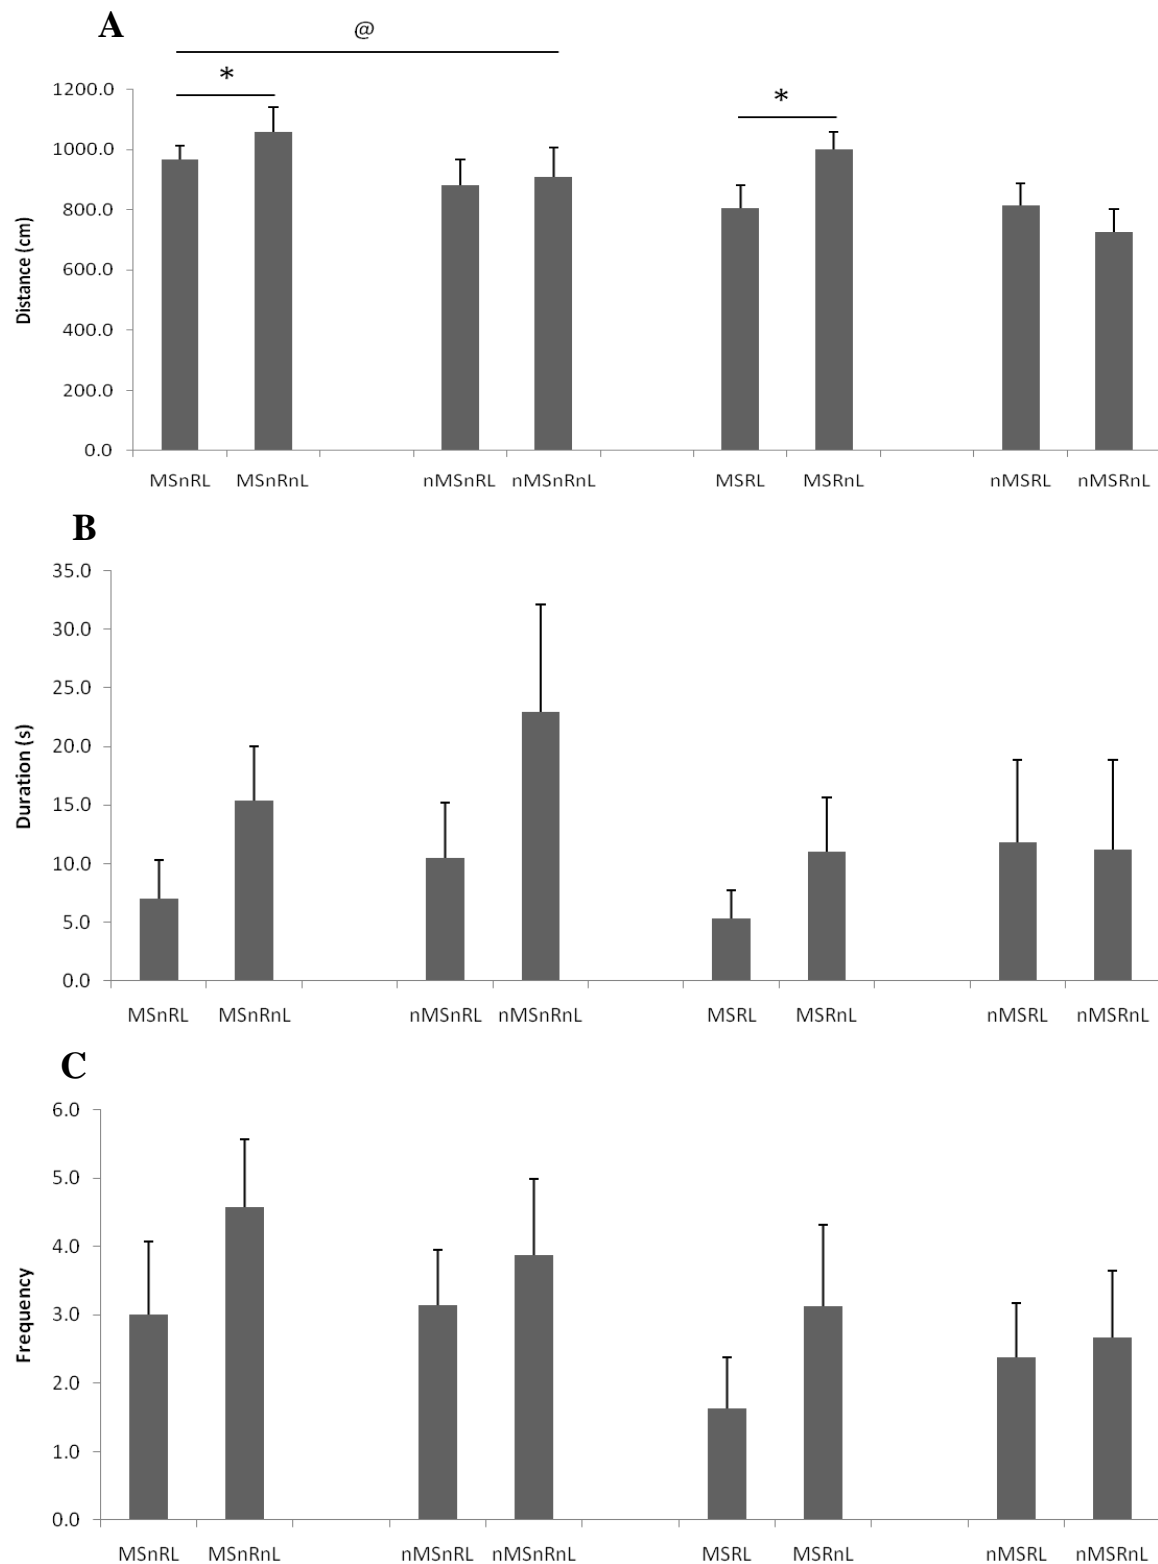 A
@
*
*
1200.0
1000.0
800.0
600.0
400.0
200.0
0.0
Distance (cm)
MSnRL MSnRnL nMSnRL nMSnRnL MSRL MSRnL nMSRL nMSRnL
B
35.0
30.0
25.0
20.0
15.0
10.0
5.0
0.0
Duration (s)
MSnRL MSnRnL nMSnRL nMSnRnL MSRL MSRnL nMSRL nMSRnL
C
6.0
5.0
4.0
3.0
2.0
1.0
0.0
Frequency
MSnRL MSnRnL nMSnRL nMSnRnL MSRL MSRnL nMSRL nMSRnL